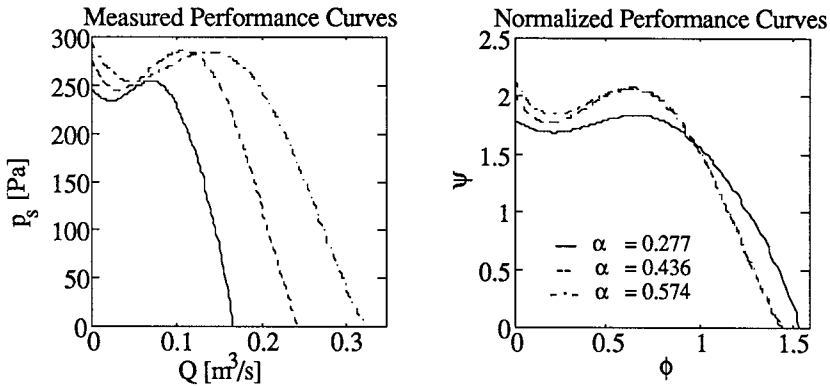 Measured Performance Curves
300
250
200
150
100
50
0
p_s [Pa]
0
0.1
0.2
0.3
Q [m³/s]
Normalized Performance Curves
2.5
2
1.5
1
0.5
0
ψ
α = 0.277
α = 0.436
α = 0.574
0
0.5
1
1.5
ϕ